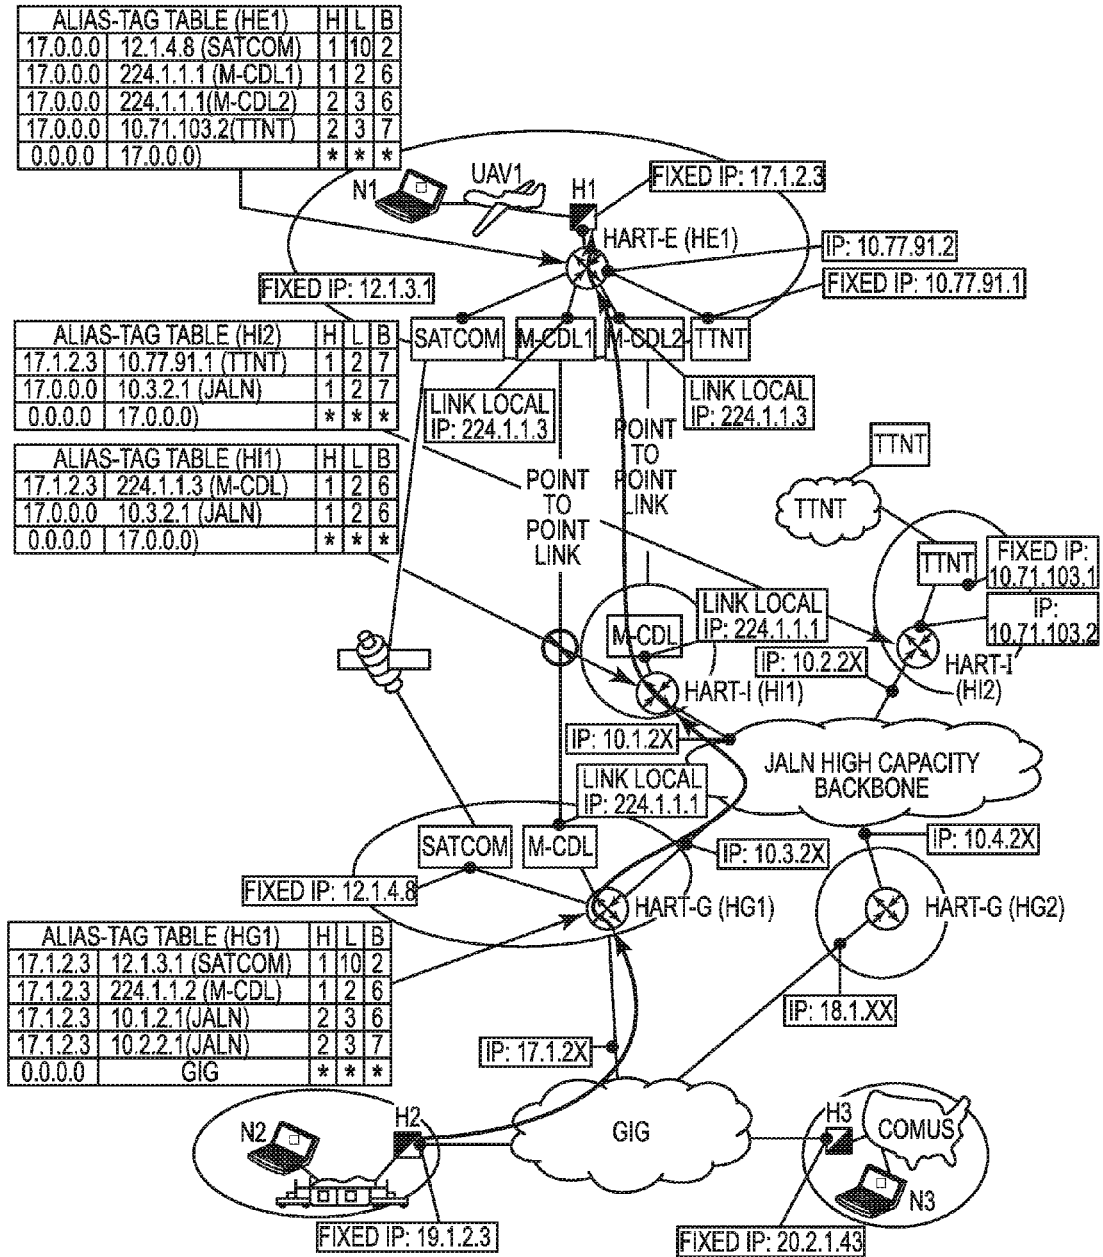 ALIAS-TAG TABLE (HE1) H L B
17.0.0.0 12.1.4.8 (SATCOM) 1 10 2
17.0.0.0 224.1.1.1 (M-CDL1) 1 2 6
17.0.0.0 224.1.1.1(M-CDL2) 2 3 6
17.0.0.0 10.71.103.2(TTNT) 2 3 7
0.0.0.0 17.0.0.0) * * *
N1
UAV1
H1
FIXED IP: 17.1.2.3
HART-E (HE1)
IP: 10.77.91.2
FIXED IP: 12.1.3.1
FIXED IP: 10.77.91.1
SATCOM
M-CDL1
M-CDL2
TTNT
ALIAS-TAG TABLE (HI2) H L B
17.1.2.3 10.77.91.1 (TTNT) 1 2 7
17.0.0.0 10.3.2.1 (JALN) 1 2 7
0.0.0.0 17.0.0.0) * * *
LINK LOCAL
IP: 224.1.1.3
LINK LOCAL
IP: 224.1.1.3
ALIAS-TAG TABLE (HI1) H L B
17.1.2.3 224.1.1.3 (M-CDL) 1 2 6
17.0.0.0 10.3.2.1 (JALN) 1 2 6
0.0.0.0 17.0.0.0) * * *
POINT
TO
POINT
LINK
POINT
TO
POINT
LINK
TTNT
TTNT
TTNT
FIXED IP:
10.71.103.1
IP:
10.71.103.2
LINK LOCAL
IP: 224.1.1.1
M-CDL
IP: 10.2.2X
HART-I
(HI2)
HART-I (HI1)
IP: 10.1.2X
JALN HIGH CAPACITY
BACKBONE
LINK LOCAL
IP: 224.1.1.1
SATCOM
M-CDL
IP: 10.3.2X
IP: 10.4.2X
FIXED IP: 12.1.4.8
HART-G (HG1)
HART-G (HG2)
ALIAS-TAG TABLE (HG1) H L B
17.1.2.3 12.1.3.1 (SATCOM) 1 10 2
17.1.2.3 224.1.1.2 (M-CDL) 1 2 6
17.1.2.3 10.1.2.1(JALN) 2 3 6
17.1.2.3 10.2.2.1(JALN) 2 3 7
0.0.0.0 GIG * * *
IP: 18.1.XX
IP: 17.1.2X
N2
H2
GIG
H3
COMUS
N3
FIXED IP: 19.1.2.3
FIXED IP: 20.2.1.43